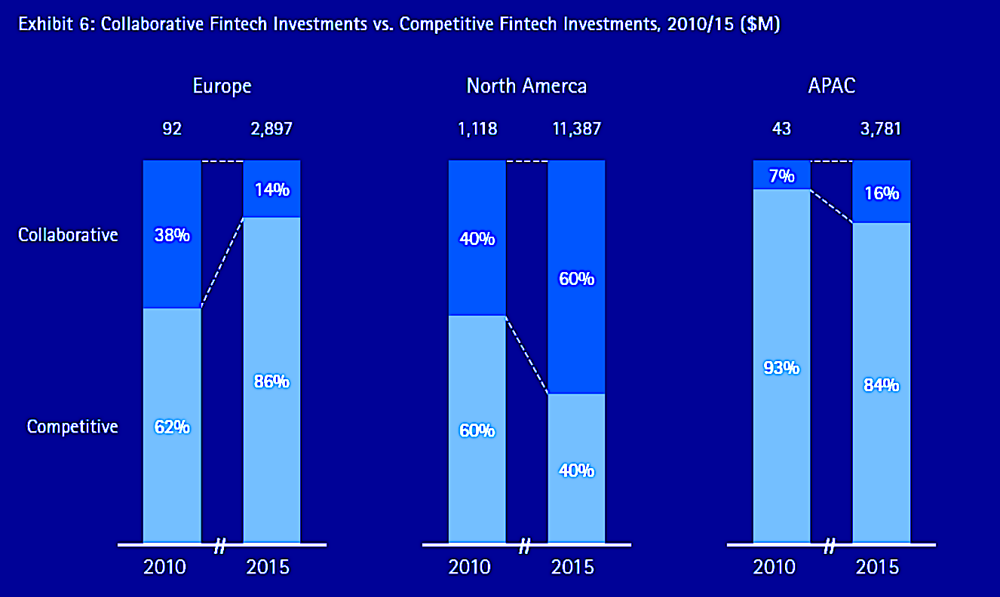 Exhibit 6: Collaborative Fintech Investments vs. Competitive Fintech Investments, 2010/15 ($M)
Europe North Amerca APAC
92 2,897 1,118 11,387 43 3,781
7%
14% 16%
Collaborative 38% 40%
60%
93%
86% 84%
Competitive 62% 60%
40%
2010 2015 2010 2015 2010 2015